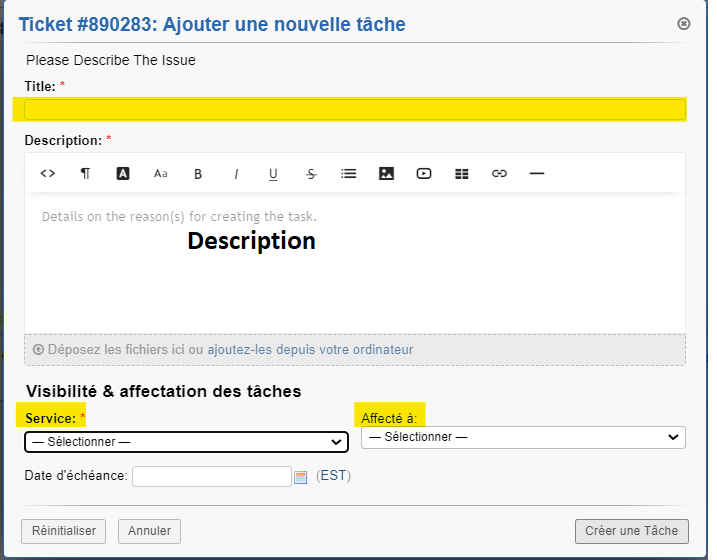 Ticket #890283: Ajouter une nouvelle tâche
Please Describe The Issue
Title: *
Description: *
<> ¶ A Aa B I U S
Details on the reason(s) for creating the task.
Description
Déposez les fichiers ici ou ajoutez-les depuis votre ordinateur
Visibilité & affectation des tâches
Service: * Affecté à:
— Sélectionner — — Sélectionner —
Date d'échéance: (EST)
Réinitialiser Annuler Créer une Tâche